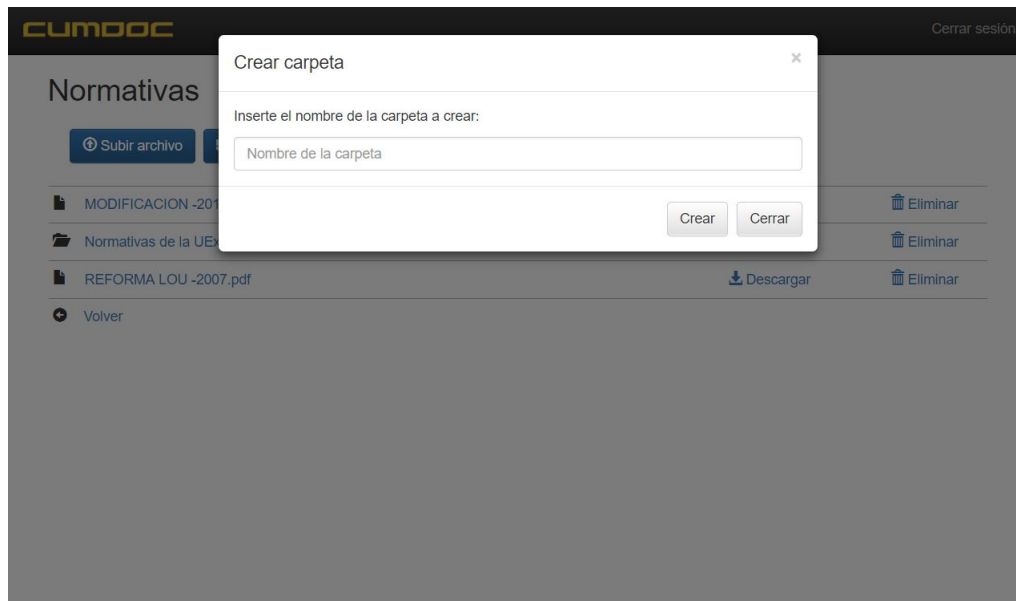 CUMDOC
Cerrar sesión
Crear carpeta
×
Normativas
Inserte el nombre de la carpeta a crear:
Subir archivo
Nombre de la carpeta
MODIFICACION -201
Eliminar
Crear
Cerrar
Normativas de la UEx
Eliminar
REFORMA LOU -2007.pdf
Descargar
Eliminar
Volver